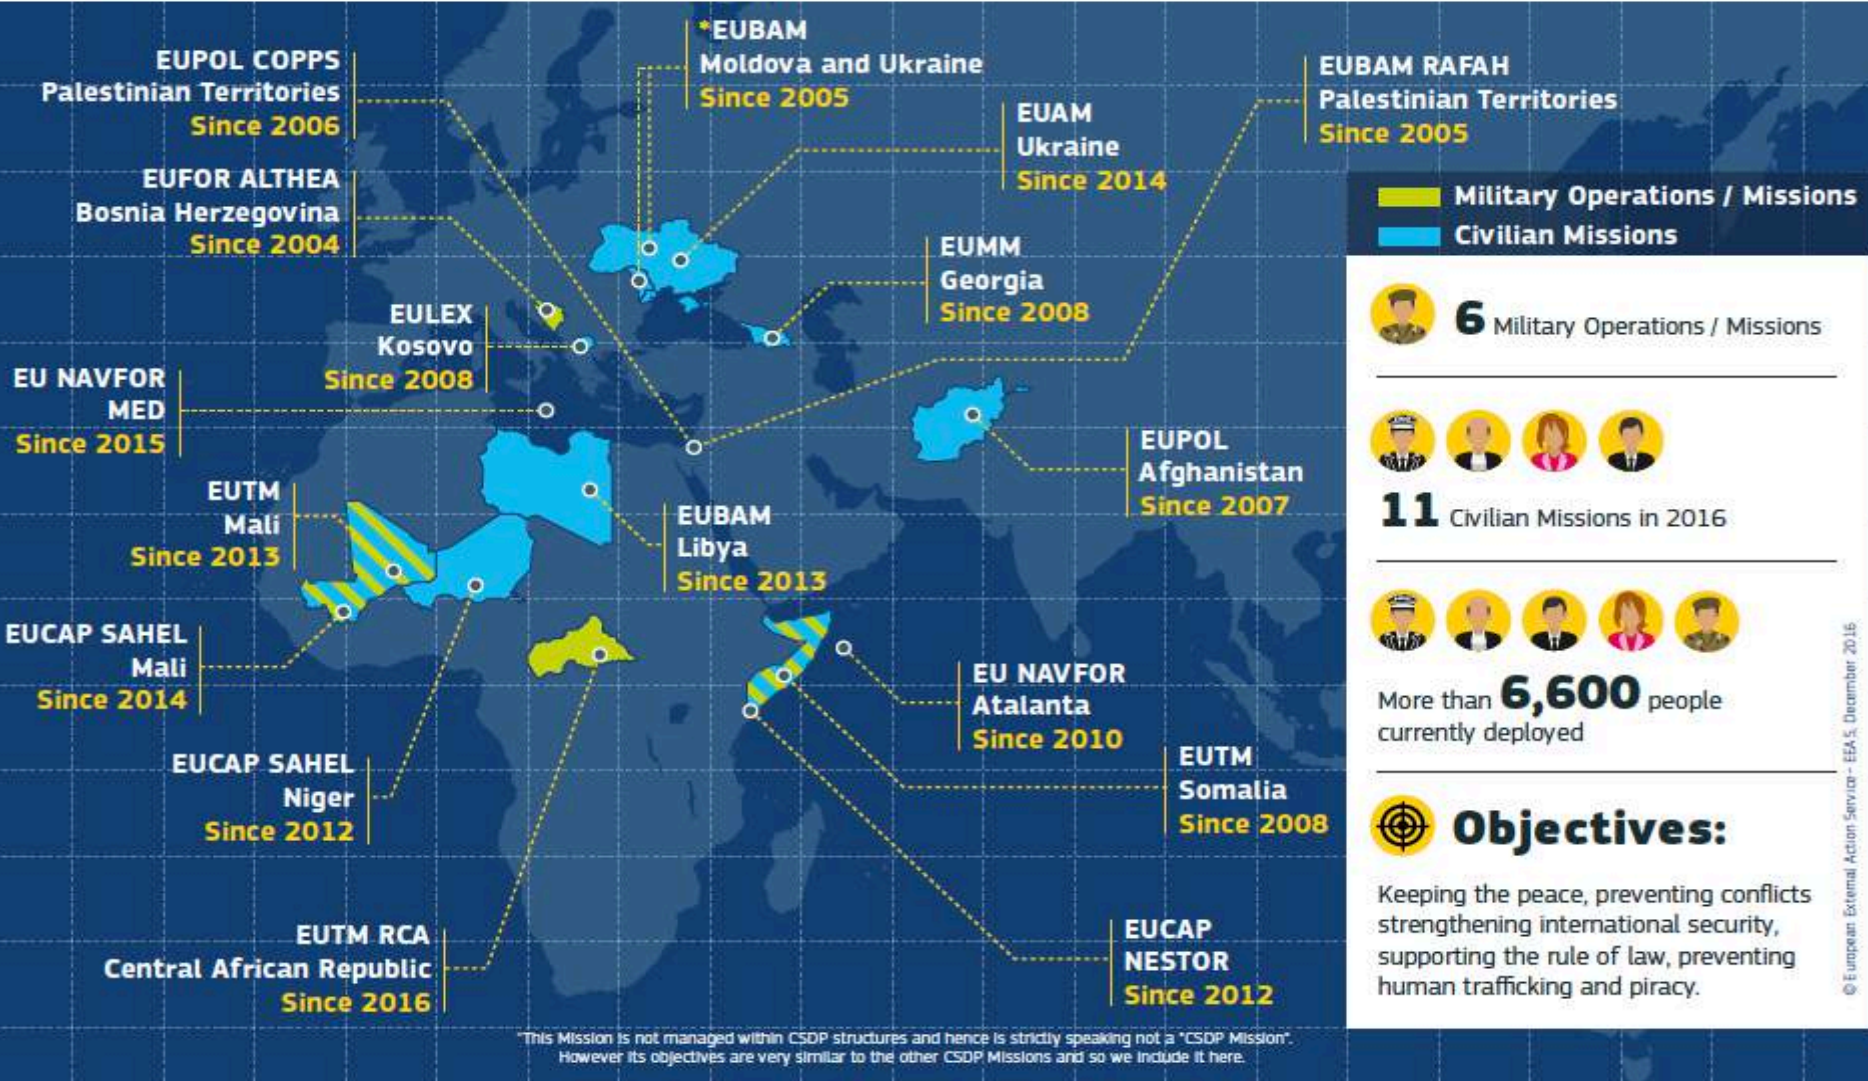 EUPOL COPPS
Palestinian Territories
Since 2006
*EUBAM
Moldova and Ukraine
Since 2005
EUBAM RAFAH
Palestinian Territories
Since 2005
EUAM
Ukraine
Since 2014
EUFOR ALTHEA
Bosnia Herzegovina
Since 2004
EUMM
Georgia
Since 2008
EULEX
Kosovo
Since 2008
EU NAVFOR
MED
Since 2015
EUPOL
Afghanistan
Since 2007
EUTM
Mali
Since 2013
EUBAM
Libya
Since 2013
EUCAP SAHEL
Mali
Since 2014
EU NAVFOR
Atalanta
Since 2010
EUCAP SAHEL
Niger
Since 2012
EUTM
Somalia
Since 2008
EUTM RCA
Central African Republic
Since 2016
EUCAP
NESTOR
Since 2012
"This Mission is not managed within CSDP structures and hence is strictly speaking not a "CSDP Mission".
However its objectives are very similar to the other CSDP Missions and so we include it here.
Military Operations / Missions
Civilian Missions
6 Military Operations / Missions
11 Civilian Missions in 2016
More than 6,600 people
currently deployed
Objectives:
Keeping the peace, preventing conflicts
strengthening international security,
supporting the rule of law, preventing
human trafficking and piracy.
© European External Action Service – EEAS, December 2016